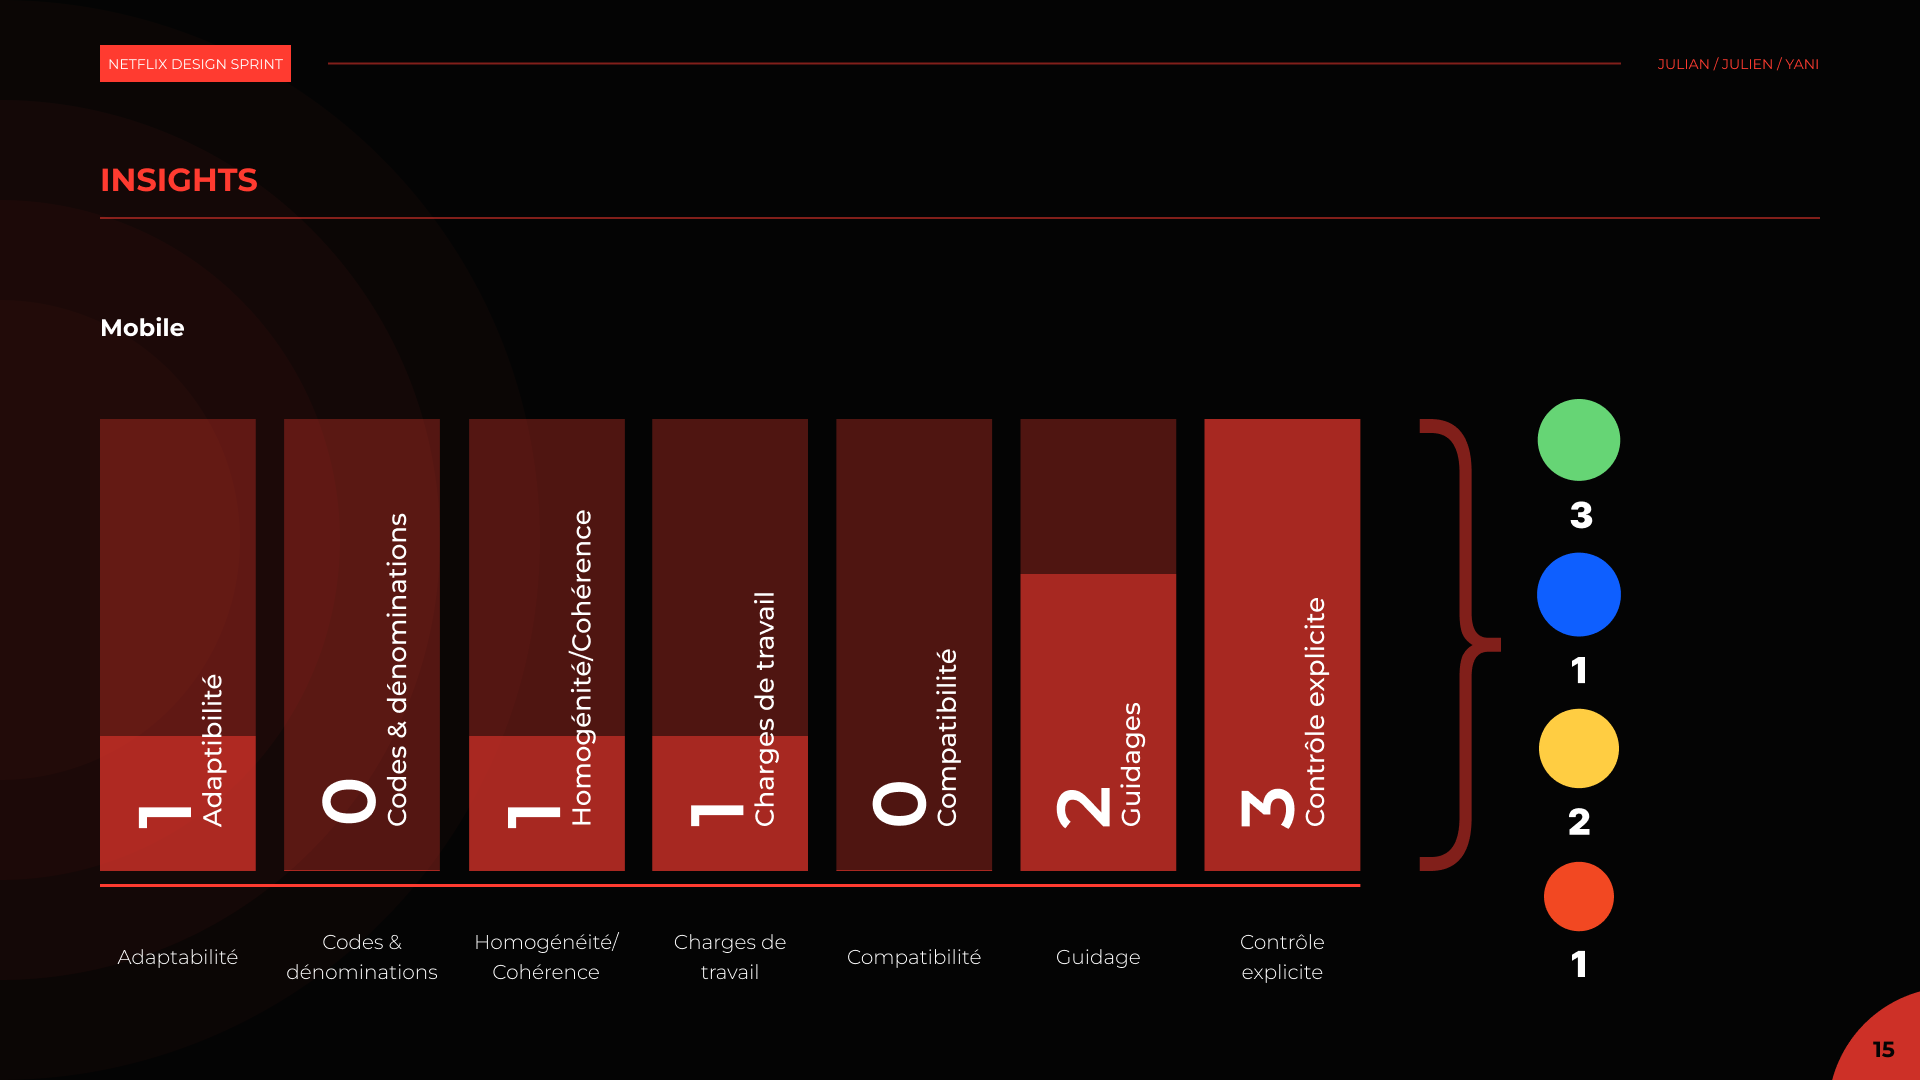 NETFLIX DESIGN SPRINT
JULIAN / JULIEN / YANI
INSIGHTS
Mobile
1
Adaptibilité
0
Codes & dénominations
1
Homogénité/Cohérence
1
Charges de travail
0
Compatibilité
2
Guidages
3
Contrôle explicite
3
1
2
1
Adaptabilité
Codes &
dénominations
Homogénéité/
Cohérence
Charges de
travail
Compatibilité
Guidage
Contrôle
explicite
15